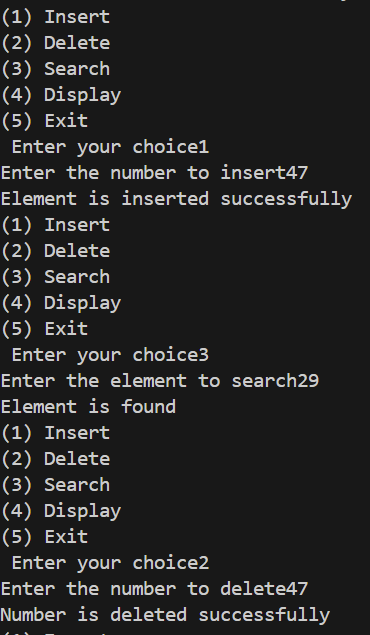 (1) Insert
(2) Delete
(3) Search
(4) Display
(5) Exit
 Enter your choice1
Enter the number to insert47
Element is inserted successfully
(1) Insert
(2) Delete
(3) Search
(4) Display
(5) Exit
 Enter your choice3
Enter the element to search29
Element is found
(1) Insert
(2) Delete
(3) Search
(4) Display
(5) Exit
 Enter your choice2
Enter the number to delete47
Number is deleted successfully